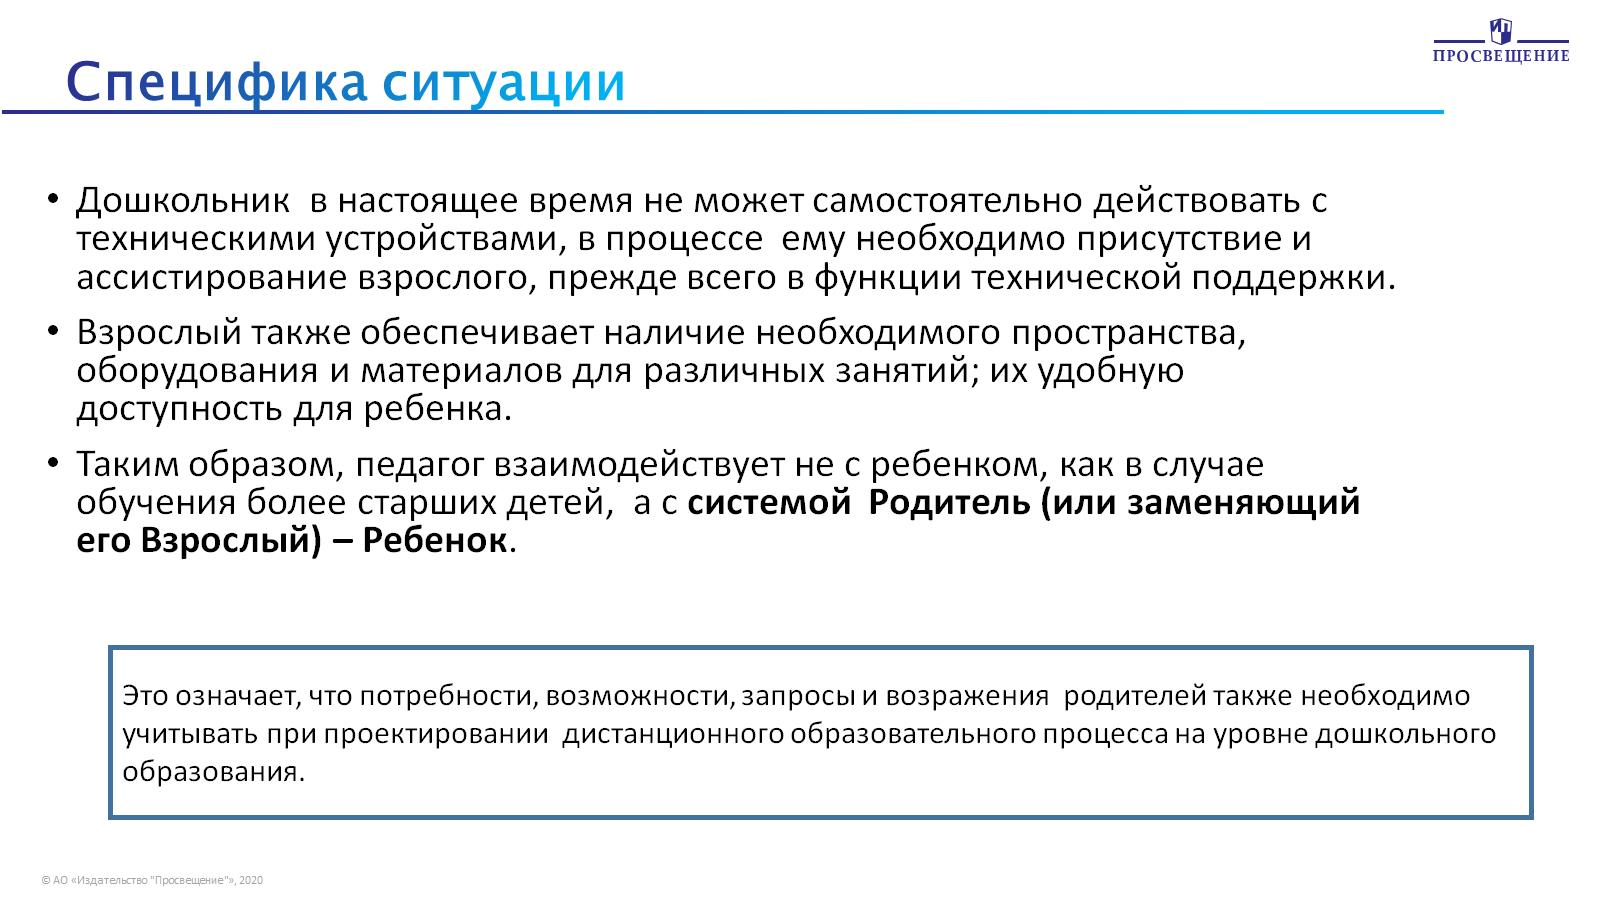 ПРОСВЕЩЕНИЕ
Специфика ситуации
• Дошкольник  в настоящее время не может самостоятельно действовать с
техническими устройствами, в процессе  ему необходимо присутствие и
ассистирование взрослого, прежде всего в функции технической поддержки.
• Взрослый также обеспечивает наличие необходимого пространства,
оборудования и материалов для различных занятий; их удобную
доступность для ребенка.
• Таким образом, педагог взаимодействует не с ребенком, как в случае
обучения более старших детей,  а с системой  Родитель (или заменяющий
его Взрослый) – Ребенок.
Это означает, что потребности, возможности, запросы и возражения  родителей также необходимо
учитывать при проектировании  дистанционного образовательного процесса на уровне дошкольного
образования.
© АО «Издательство "Просвещение"», 2020